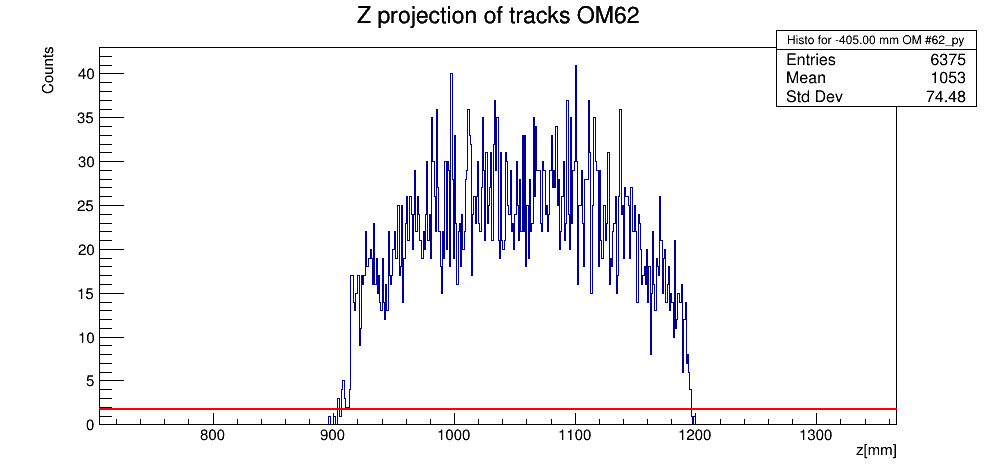 Z projection of tracks OM62
Histo for -405.00 mm OM #62_py
Entries 6375
Mean 1053
Std Dev 74.48
Counts
40
35
30
25
20
15
10
5
0
800 900 1000 1100 1200 1300
z[mm]